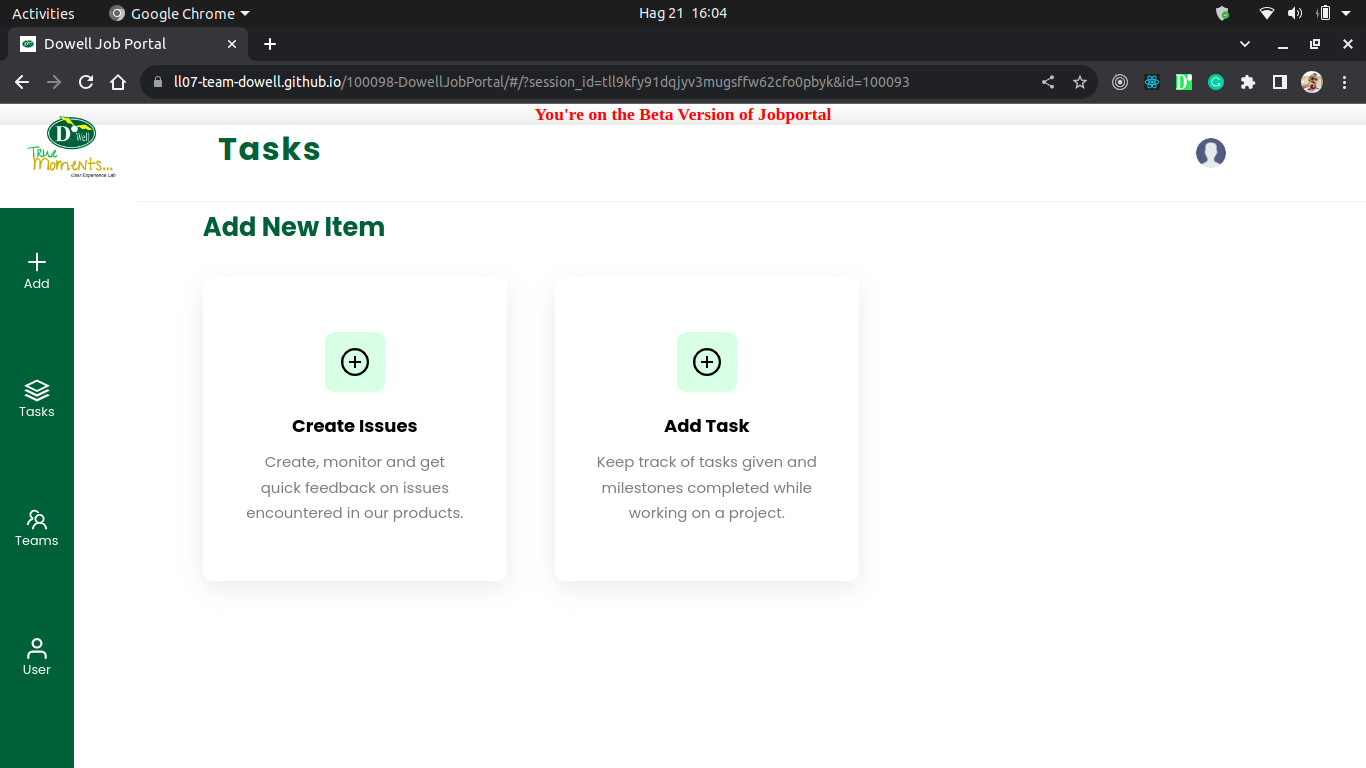 Activities
Google Chrome
Hag 21 16:04
Dowell Job Portal
ll07-team-dowell.github.io/100098-DowellJobPortal/#/?session_id=tll9kfy91dqjyv3mugsffw62cfo0pbyk&id=100093
You're on the Beta Version of Jobportal
D Well
True
Moments...
User Experience Lab
Tasks
Add New Item
Add
Tasks
Teams
User
Create Issues
Create, monitor and get
quick feedback on issues
encountered in our products.
Add Task
Keep track of tasks given and
milestones completed while
working on a project.